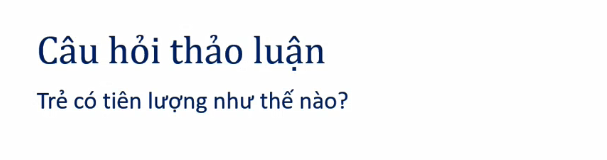 Câu hỏi thảo luận
Trẻ có tiên lượng như thế nào?